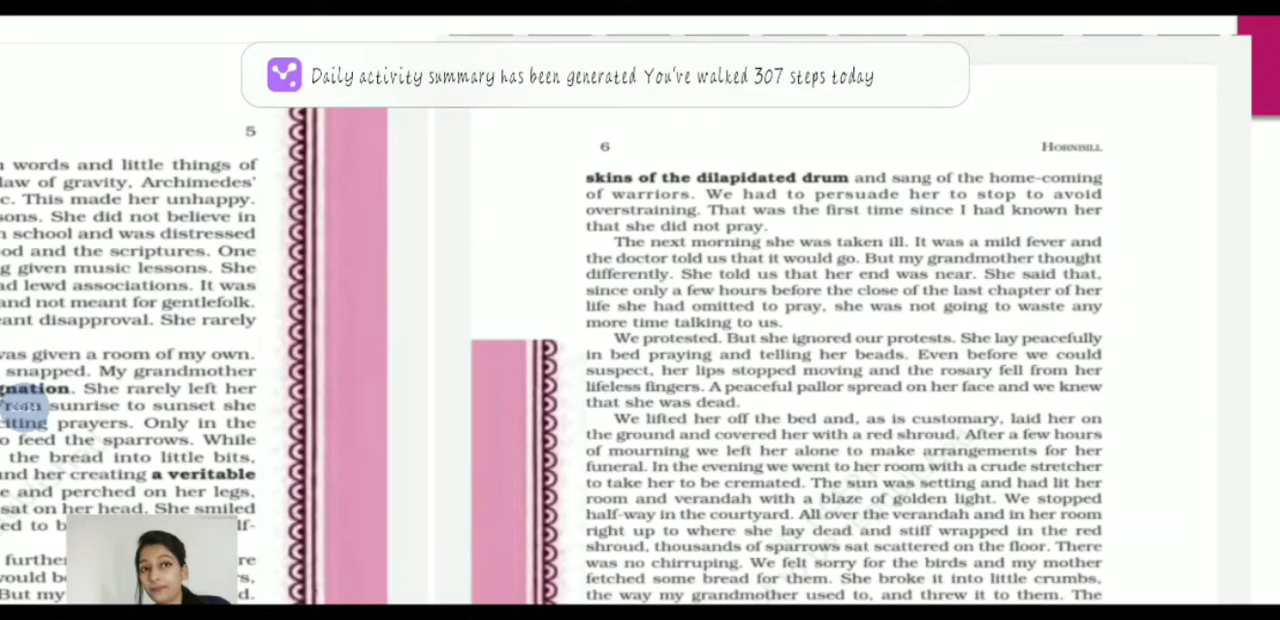 Daily activity summary has been generated You've walked 307 steps today
5
words and little things of
law of gravity, Archimedes'
c. This made her unhappy.
sons. She did not believe in
school and was distressed
od and the scriptures. One
g given music lessons. She
ad lewd associations. It was
and not meant for gentlefolk.
ant disapproval. She rarely
was given a room of my own.
snapped. My grandmother
gnation. She rarely left her
From sunrise to sunset she
citing prayers. Only in the
o feed the sparrows. While
the bread into little bits,
und her creating a veritable
e and perched on her legs,
sat on her head. She smiled
ed to b lf-
further re
would be s,
But my d.
6 HORNBILL
skins of the dilapidated drum and sang of the home-coming
of warriors. We had to persuade her to stop to avoid
overstraining. That was the first time since I had known her
that she did not pray.
The next morning she was taken ill. It was a mild fever and
the doctor told us that it would go. But my grandmother thought
differently. She told us that her end was near. She said that,
since only a few hours before the close of the last chapter of her
life she had omitted to pray, she was not going to waste any
more time talking to us.
We protested. But she ignored our protests. She lay peacefully
in bed praying and telling her beads. Even before we could
suspect, her lips stopped moving and the rosary fell from her
lifeless fingers. A peaceful pallor spread on her face and we knew
that she was dead.
We lifted her off the bed and, as is customary, laid her on
the ground and covered her with a red shroud. After a few hours
of mourning we left her alone to make arrangements for her
funeral. In the evening we went to her room with a crude stretcher
to take her to be cremated. The sun was setting and had lit her
room and verandah with a blaze of golden light. We stopped
half-way in the courtyard. All over the verandah and in her room
right up to where she lay dead and stiff wrapped in the red
shroud, thousands of sparrows sat scattered on the floor. There
was no chirruping. We felt sorry for the birds and my mother
fetched some bread for them. She broke it into little crumbs,
the way my grandmother used to, and threw it to them. The